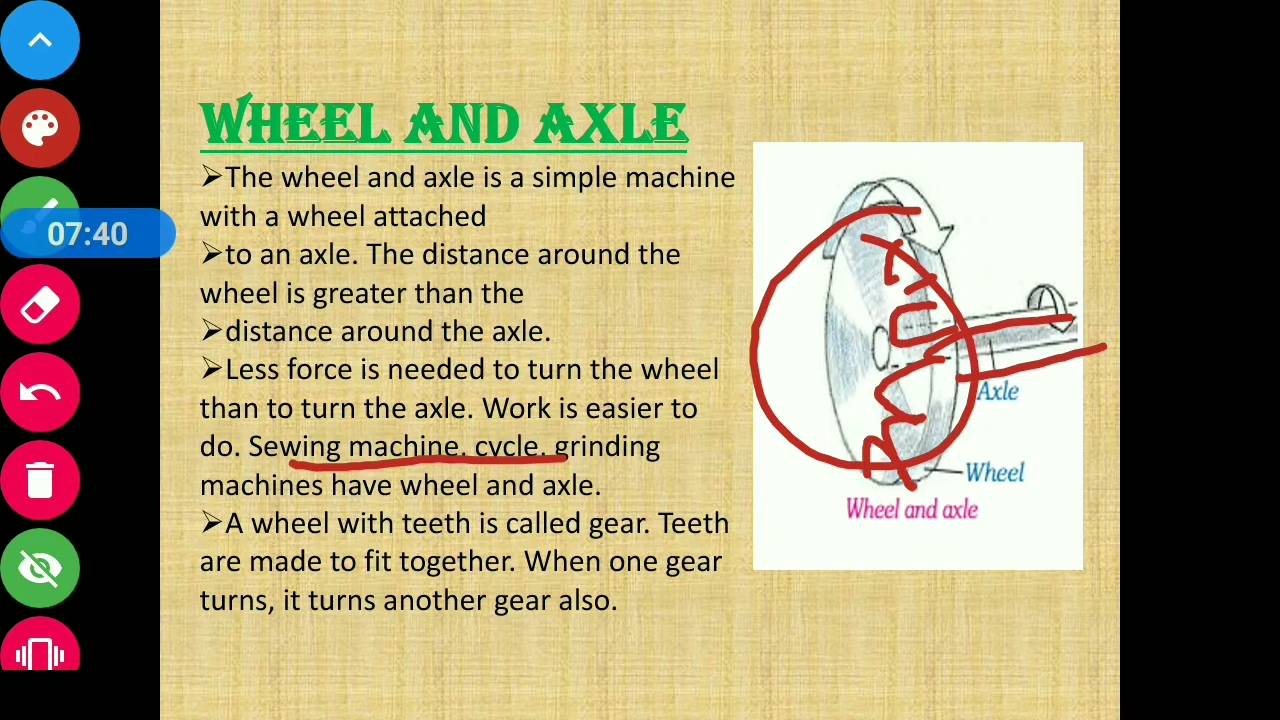 WHEEL AND AXLE
➢The wheel and axle is a simple machine
with a wheel attached
➢to an axle. The distance around the
wheel is greater than the
➢distance around the axle.
➢Less force is needed to turn the wheel
than to turn the axle. Work is easier to
do. Sewing machine, cycle, grinding
machines have wheel and axle.
➢A wheel with teeth is called gear. Teeth
are made to fit together. When one gear
turns, it turns another gear also.
07:40
Axle
Wheel
Wheel and axle